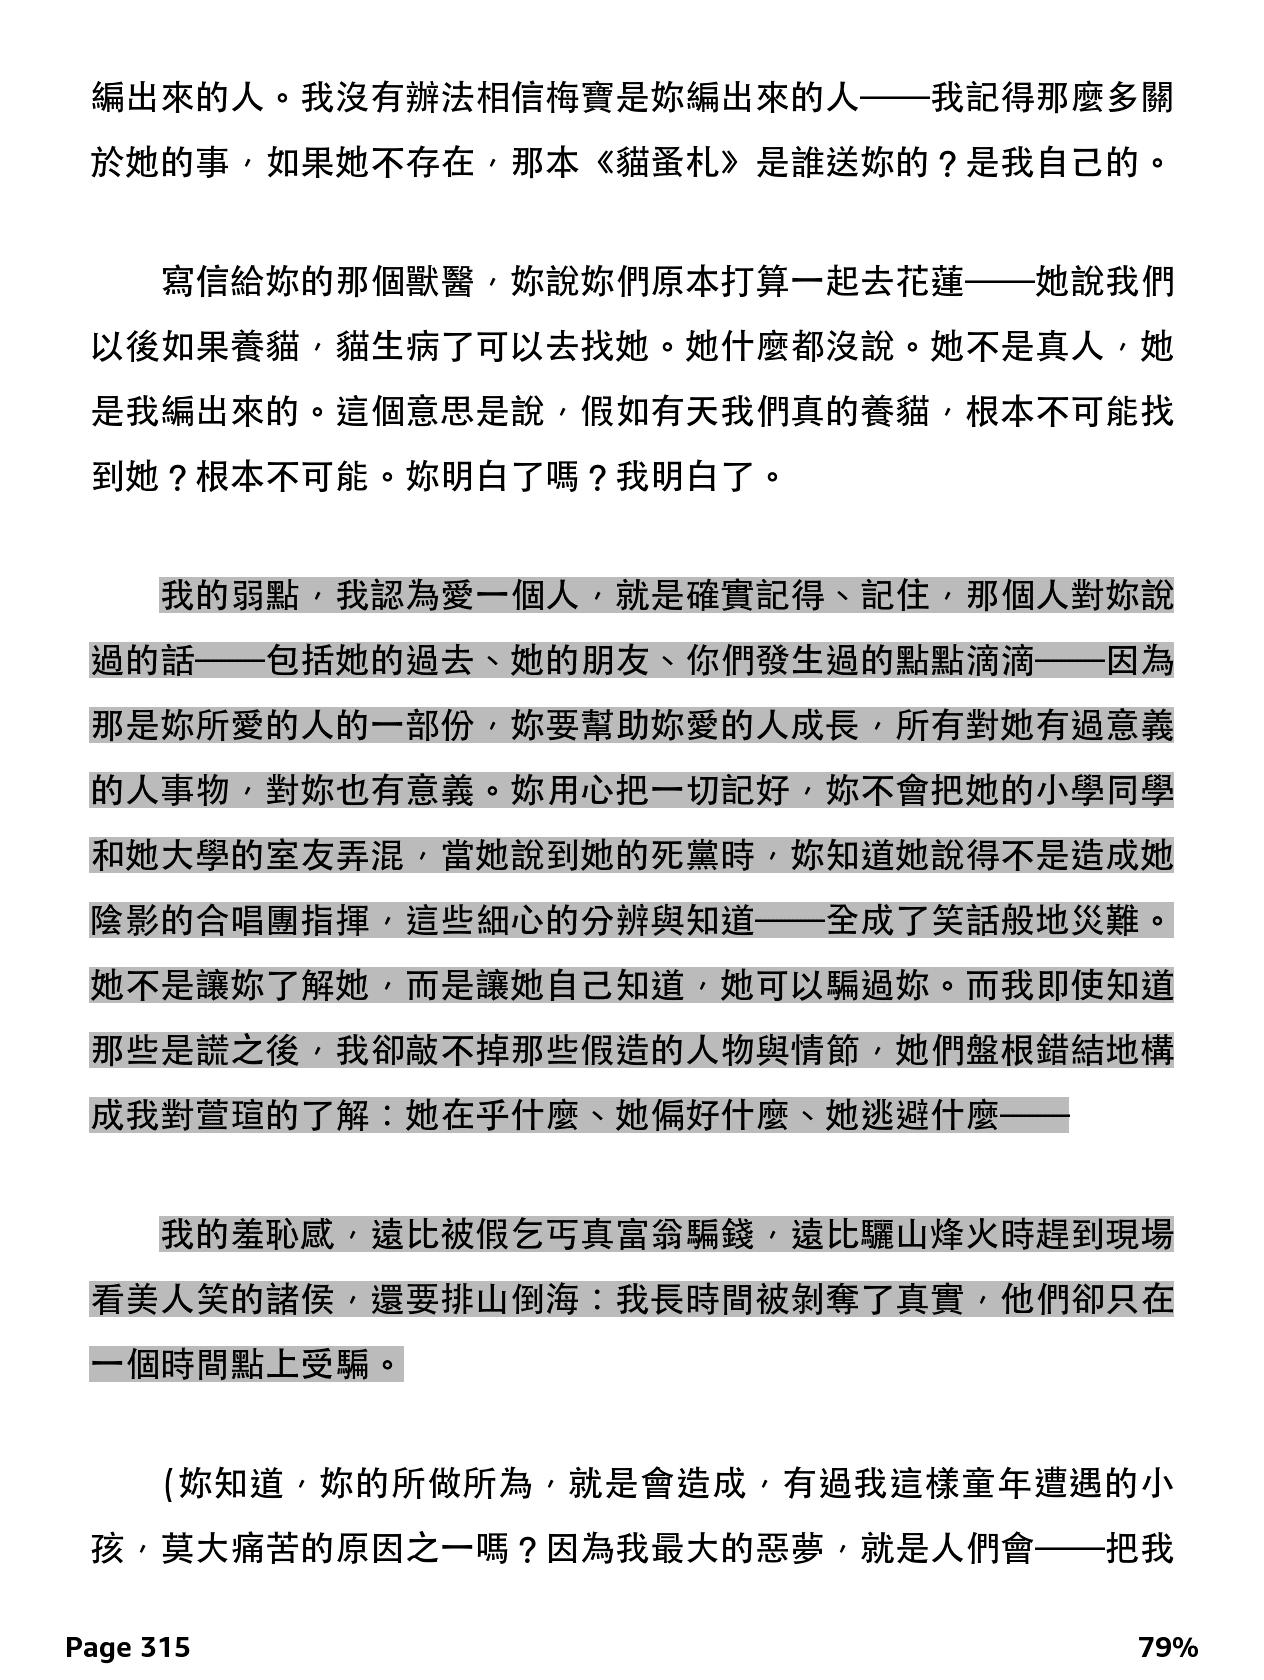 編出來的人。我沒有辦法相信梅寶是妳編出來的人——我記得那麼多關
於她的事，如果她不存在，那本《貓蚤札》是誰送妳的？是我自己的。
寫信給妳的那個獸醫，妳說妳們原本打算一起去花蓮——她說我們
以後如果養貓，貓生病了可以去找她。她什麼都沒說。她不是真人，她
是我編出來的。這個意思是說，假如有天我們真的養貓，根本不可能找
到她？根本不可能。妳明白了嗎？我明白了。
我的弱點，我認為愛一個人，就是確實記得、記住，那個人對妳說
過的話——包括她的過去、她的朋友、你們發生過的點點滴滴——因為
那是妳所愛的人的一部份，妳要幫助妳愛的人成長，所有對她有過意義
的人事物，對妳也有意義。妳用心把一切記好，妳不會把她的小學同學
和她大學的室友弄混，當她說到她的死黨時，妳知道她說得不是造成她
陰影的合唱團指揮，這些細心的分辨與知道——全成了笑話般地災難。
她不是讓妳了解她，而是讓她自己知道，她可以騙過妳。而我即使知道
那些是謊之後，我卻敲不掉那些假造的人物與情節，她們盤根錯結地構
成我對萱瑄的了解：她在乎什麼、她偏好什麼、她逃避什麼——
我的羞恥感，遠比被假乞丐真富翁騙錢，遠比驪山烽火時趕到現場
看美人笑的諸侯，還要排山倒海：我長時間被剝奪了真實，他們卻只在
一個時間點上受騙。
(妳知道，妳的所做所為，就是會造成，有過我這樣童年遭遇的小
孩，莫大痛苦的原因之一嗎？因為我最大的惡夢，就是人們會——把我
Page 315
79%